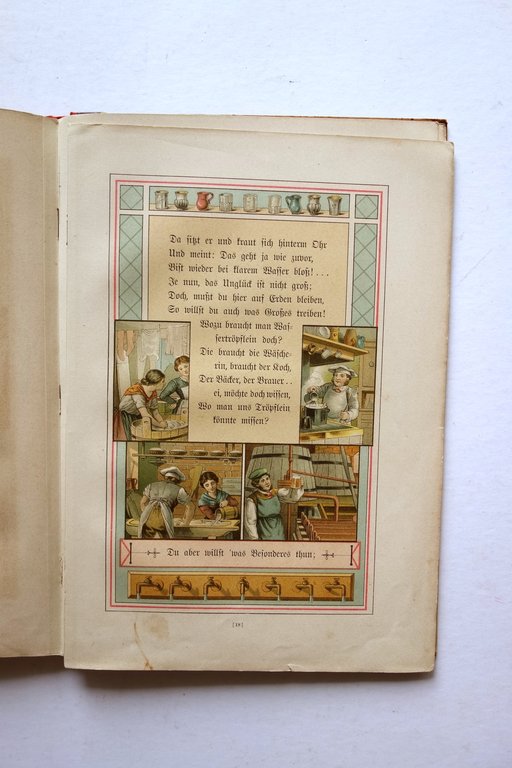 Da sitzt er und kraut sich hinterm Ohr
Und meint: Das geht ja wie zuvor,
Bist wieder bei klarem Wasser bloß! . . .
Je nun, das Unglück ist nicht groß;
Doch, mußt du hier auf Erden bleiben,
So willst du auch was Großes treiben!
Wozu braucht man Was-
sertröpflein doch?
Die braucht die Wäsche-
rin, braucht der Koch,
Der Bäcker, der Brauer . .
ei, möchte doch wissen,
Wo man uns Tröpflein
könnte missen?
Du aber willst 'was Besonderes thun;
[18]